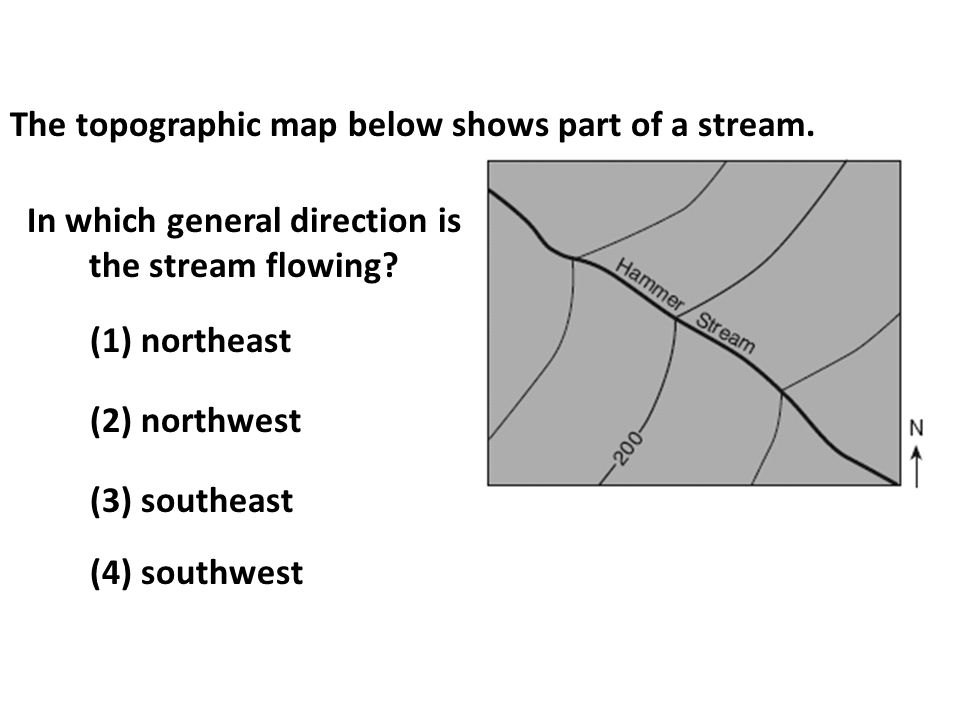 The topographic map below shows part of a stream.
In which general direction is
the stream flowing?
(1) northeast
(2) northwest
(3) southeast
(4) southwest
Hammer Stream
200
N